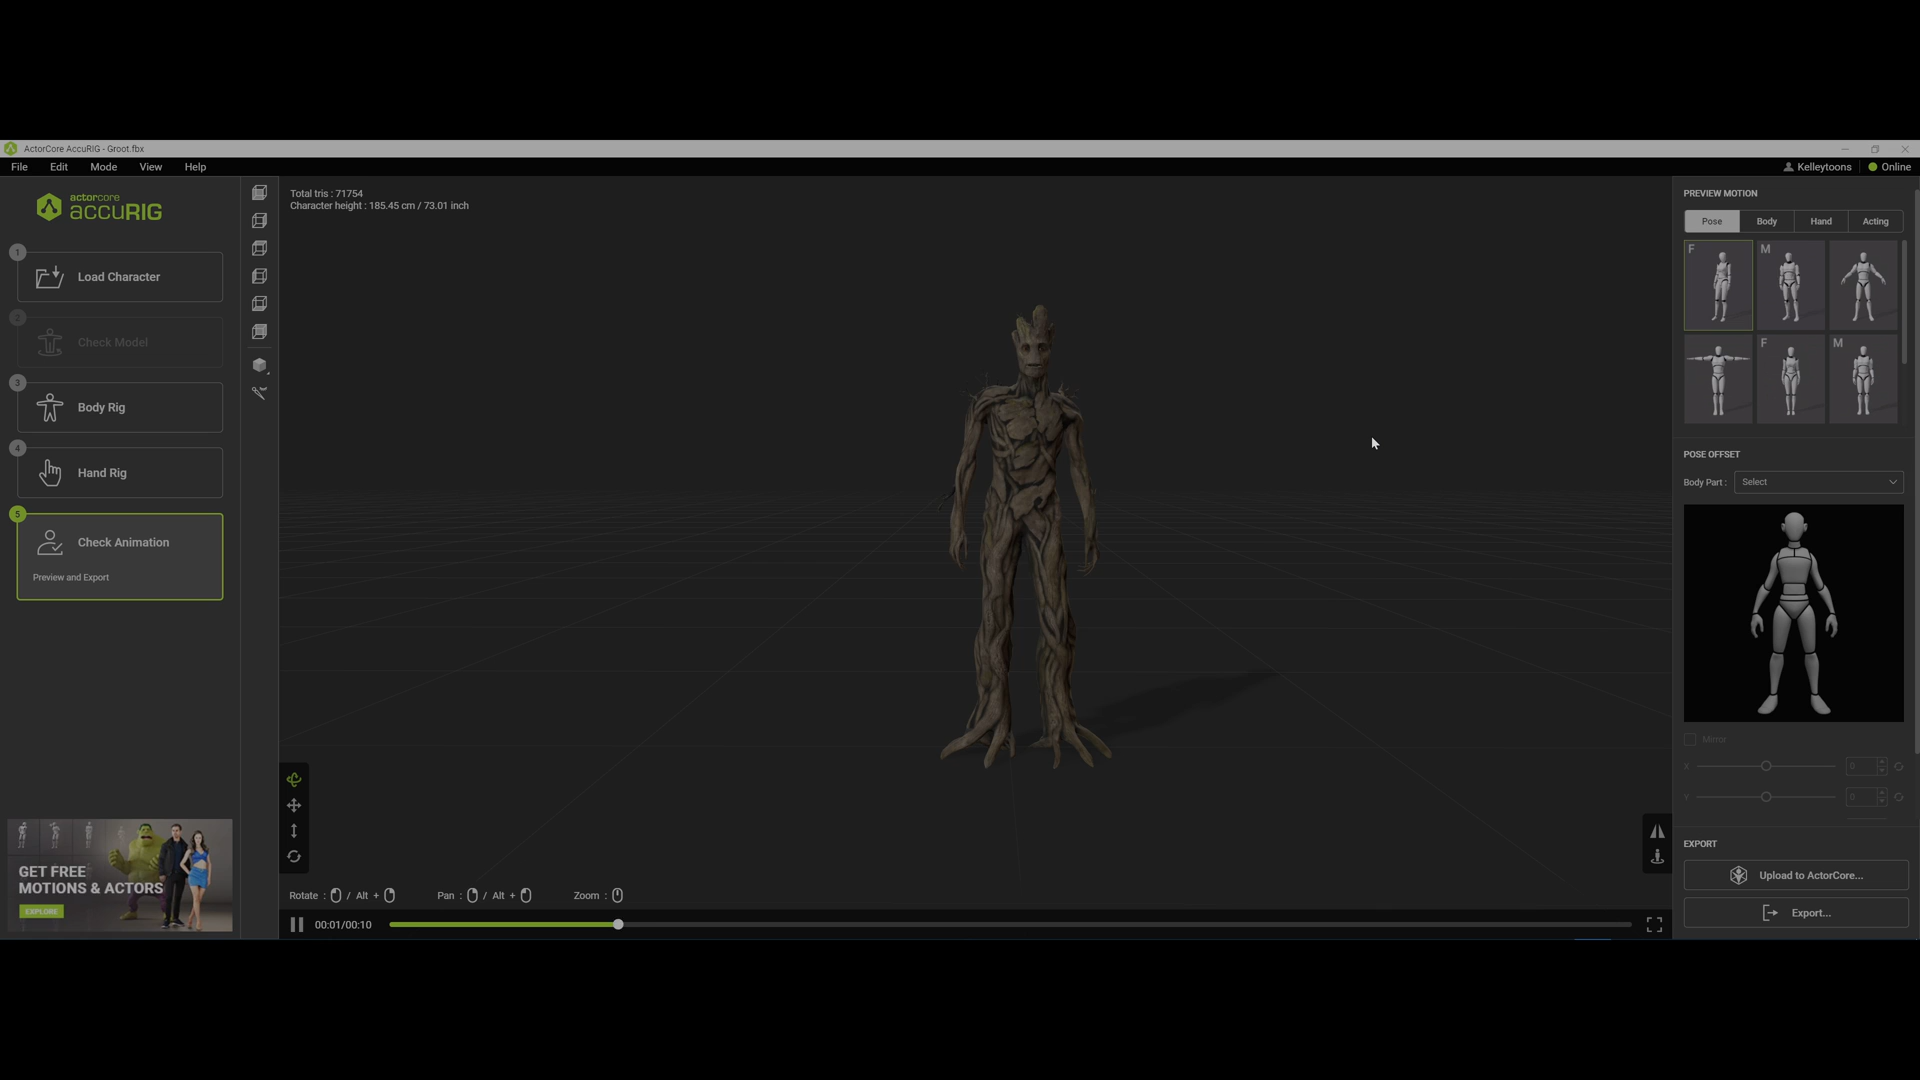 ActorCore AccuRIG - Groot.fbx
File Edit Mode View Help
Kelleytoons Online
actorcore
accuRIG
1
Load Character
2
Check Model
3
Body Rig
4
Hand Rig
5
Check Animation
Preview and Export
GET FREE
MOTIONS & ACTORS
EXPLORE
Total tris : 71754
Character height : 185.45 cm / 73.01 inch
Rotate : / Alt + Pan : / Alt + Zoom :
00:01/00:10
PREVIEW MOTION
Pose Body Hand Acting
F M
F M
POSE OFFSET
Body Part : Select
Mirror
X 0
Y 0
EXPORT
Upload to ActorCore...
Export...